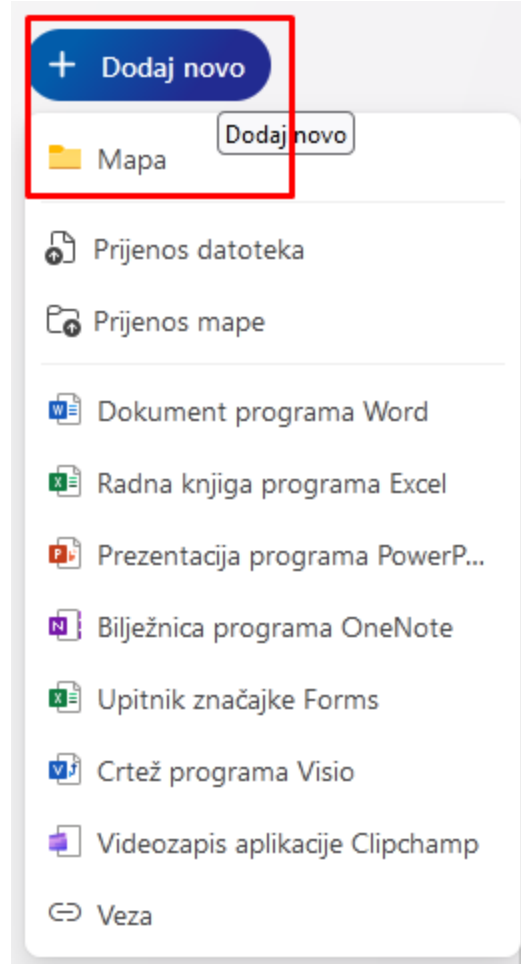 + Dodaj novo
Dodaj novo
Mapa
Prijenos datoteka
Prijenos mape
Dokument programa Word
Radna knjiga programa Excel
Prezentacija programa PowerP...
Bilježnica programa OneNote
Upitnik značajke Forms
Crtež programa Visio
Videozapis aplikacije Clipchamp
Veza